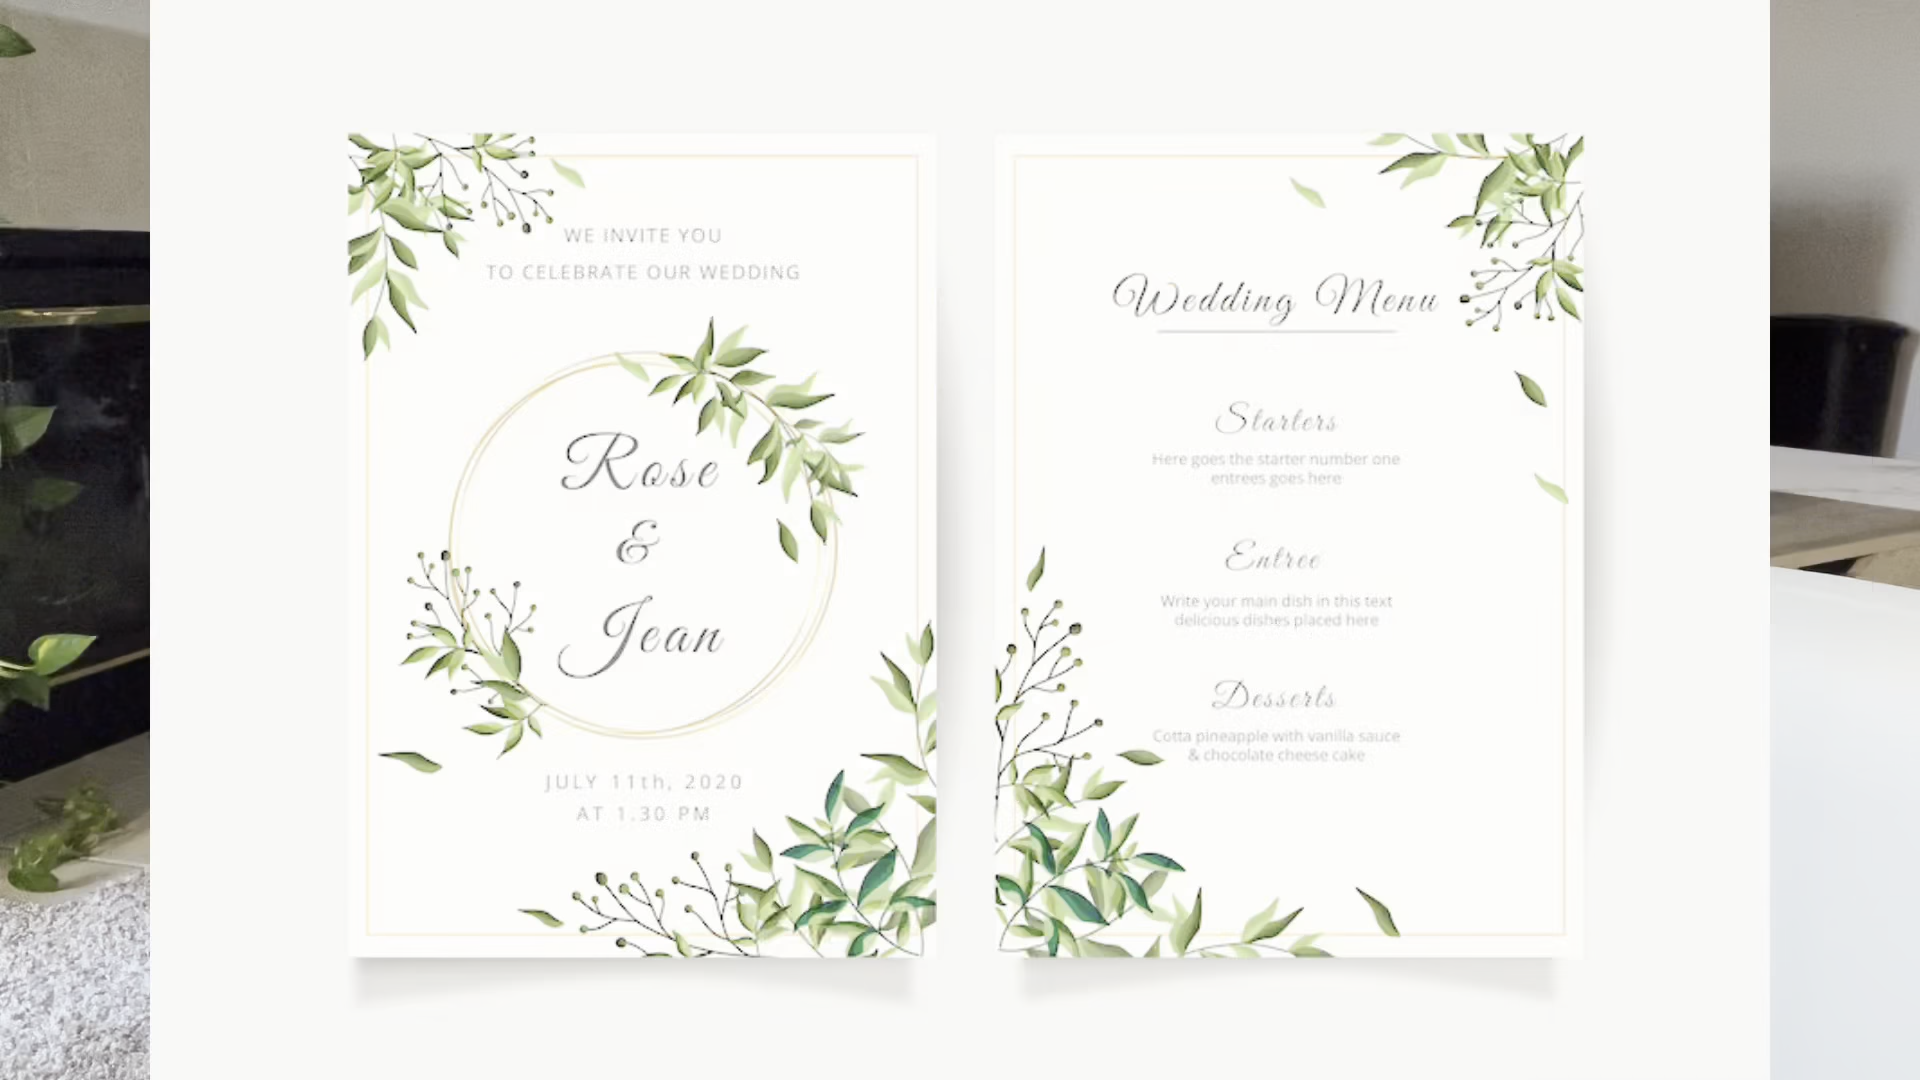 WE INVITE YOU
TO CELEBRATE OUR WEDDING
Rose
&
Jean
JULY 11th, 2020
AT 1.30 PM
Wedding Menu
Starters
Here goes the starter number one
entrees goes here
Entree
Write your main dish in this text
delicious dishes placed here
Desserts
Cotta pineapple with vanilla sauce
& chocolate cheese cake